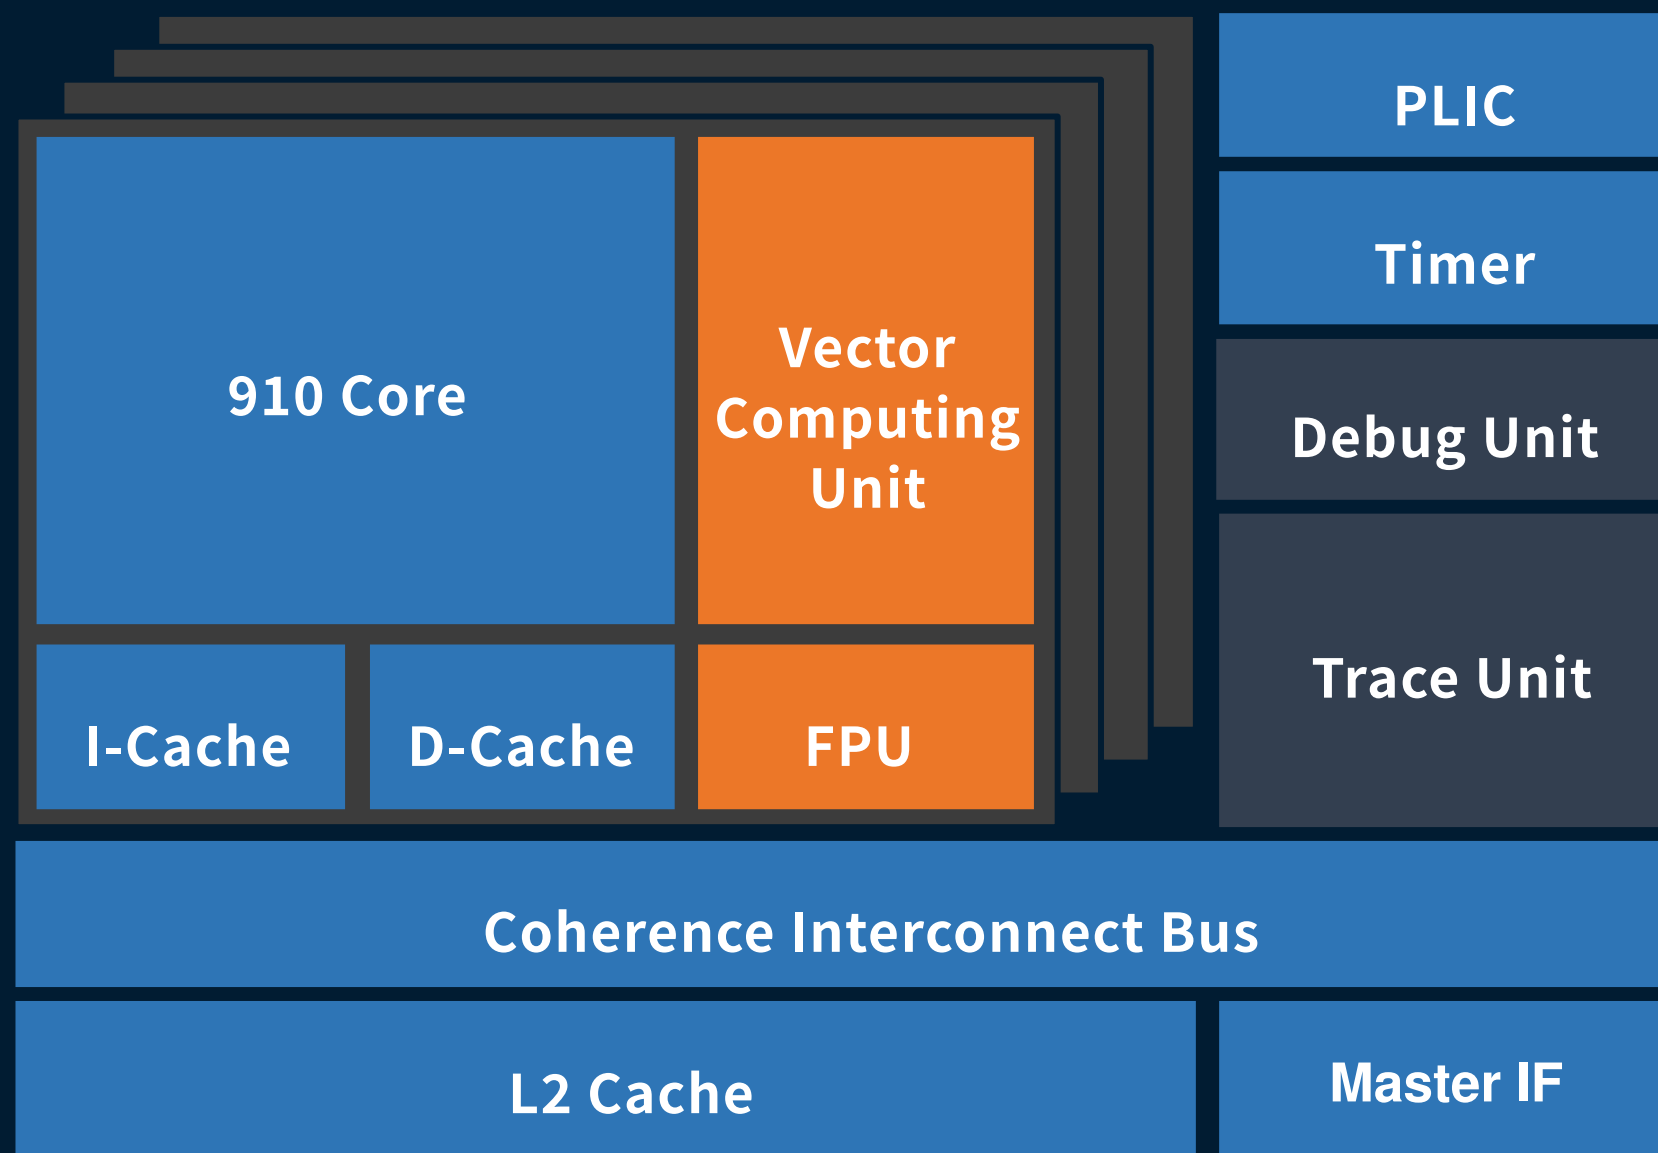 PLIC
Timer
910 Core
Vector
Computing
Unit
Debug Unit
Trace Unit
I-Cache
D-Cache
FPU
Coherence Interconnect Bus
L2 Cache
Master IF